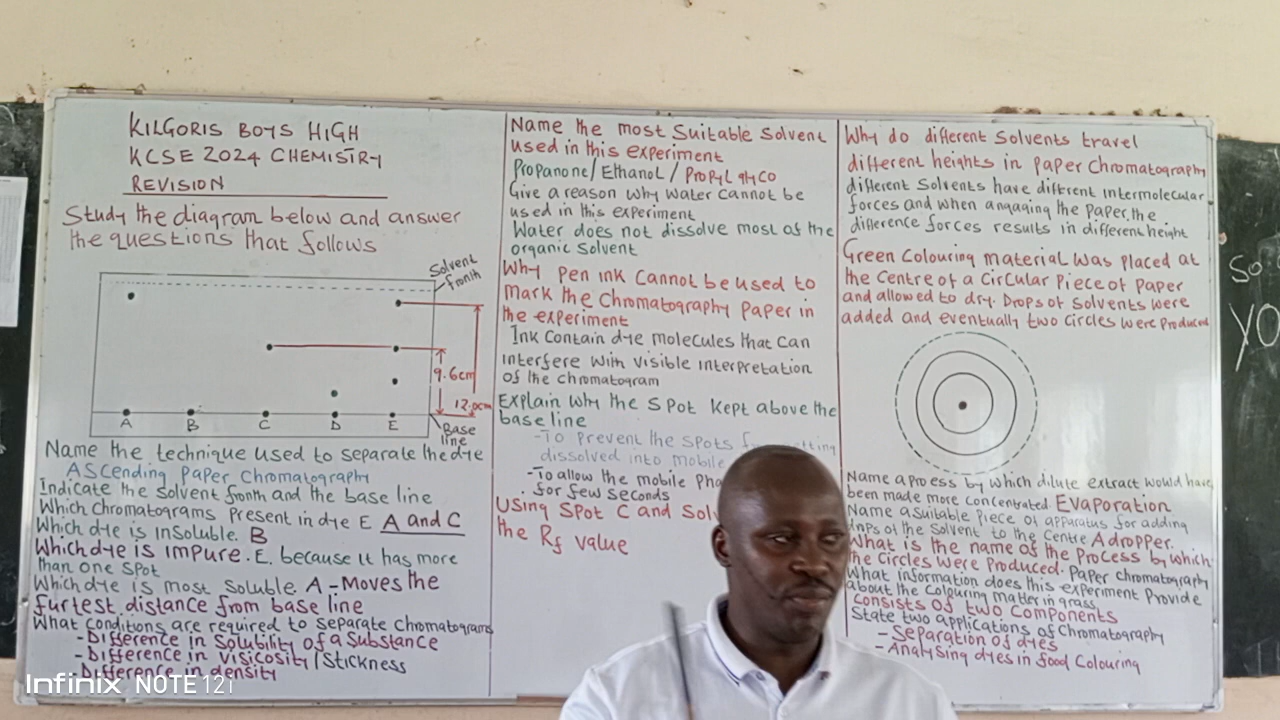 KILGORIS BOYS HIGH
KCSE 2024 CHEMISTRY
REVISION
Study the diagram below and answer
the questions that follows
Solvent
fronth
9.6cm
12.0cm
A B C D E
Base
line
Name the technique used to separate the dye
Ascending Paper Chromatography
Indicate the solvent fronth and the base line
Which Chromatograms present in dye E A and C
Which dye is insoluble. B
Which dye is impure. E. because it has more
than one spot
Which dye is most soluble. A - Moves the
furtest distance from base line
What conditions are required to separate Chromatograms
- Difference in Solubility of a Substance
- Difference in Visicosity/Stickness
- Difference in density
Name the most suitable solvent
used in this experiment
Propanone/Ethanol/Propyl
Give a reason why water cannot be
used in this experiment
Water does not dissolve most of the
organic solvent
Why pen ink cannot be used to
mark the Chromatography Paper in
the experiment
Ink contain dye molecules that can
interfere with visible interpretation
of the chromatogram
Explain why the spot kept above the
base line
- To prevent the spots
dissolved into mobile
- To allow the mobile
for few seconds
Using Spot C and
the Rf value
Why do different solvents travel
different heights in paper Chromatography
different solvents have diffrent intermolecular
forces and when angaging the paper, the
difference forces results in different height
Green Colouring material was placed at
the Centre of a Circular Piece of Paper
and allowed to dry. Drops of Solvents were
added and eventually two circles were produced
Name a process by which dilute extract would have
been made more concentrated. Evaporation
Name a suitable piece of apparatus for adding
drops of the solvent to the centre A dropper.
What is the name of the process by which
the circles were produced. Paper chromatography
What information does this experiment provide
about the colouring matter in grass
Consists of two components
State two applications of Chromatography
- Separation of dyes
- Analysing dyes in food colouring
So
YO
Infinix NOTE 12i